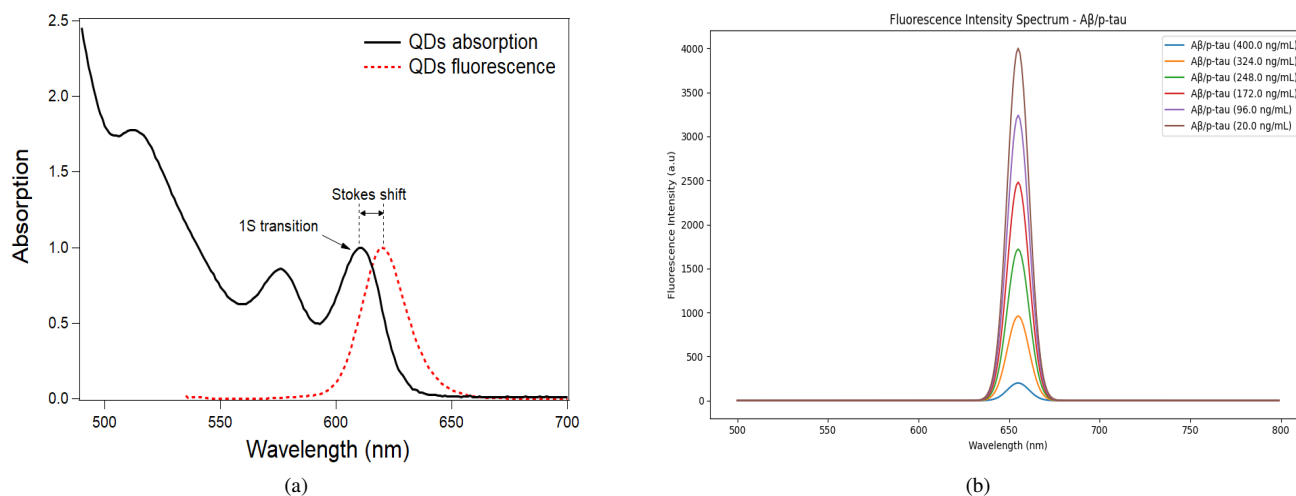 2.5
2.0
1.5
1.0
0.5
0.0
Absorption
QDs absorption
QDs fluorescence
Stokes shift
1S transition
500
550
600
650
700
Wavelength (nm)
(a)
Fluorescence Intensity Spectrum - Aβ/p-tau
4000
3500
3000
2500
2000
1500
1000
500
0
Fluorescence Intensity (a.u)
Aβ/p-tau (400.0 ng/mL)
Aβ/p-tau (324.0 ng/mL)
Aβ/p-tau (248.0 ng/mL)
Aβ/p-tau (172.0 ng/mL)
Aβ/p-tau (96.0 ng/mL)
Aβ/p-tau (20.0 ng/mL)
500
550
600
650
700
750
800
Wavelength (nm)
(b)